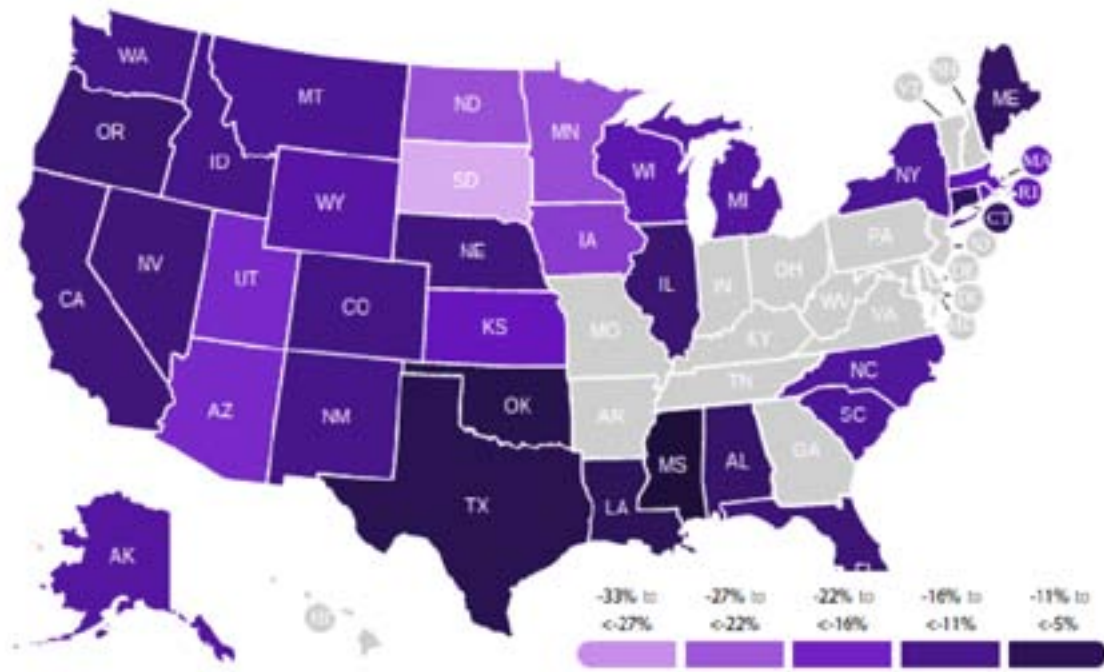 WA
MT
ND
MN
ME
OR
ID
SD
WI
NY
MA
WY
MI
RI
CT
NE
IA
PA
NV
UT
CO
IL
IN
OH
CA
KS
MO
WV
VA
KY
NC
AZ
NM
OK
AR
TN
SC
TX
LA
MS
AL
GA
AK
-33% to -27% to -22% to -16% to -11% to
<-27% <-22% <-16% <-11% <-5%